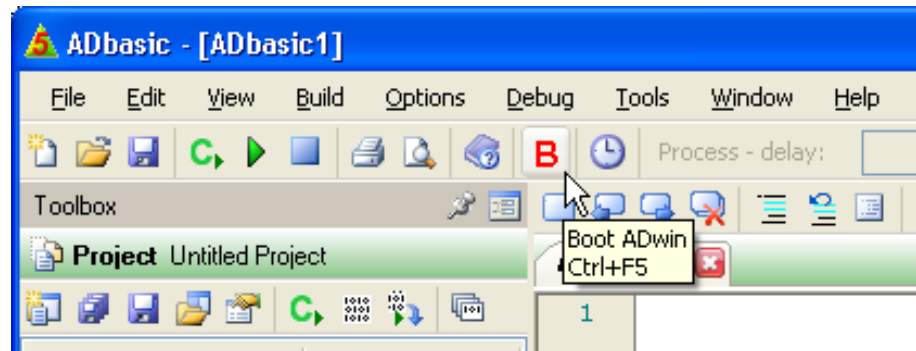 ADbasic - [ADbasic1]
File Edit View Build Options Debug Tools Window Help
B Process - delay:
Toolbox
Project Untitled Project
Boot ADwin
Ctrl+F5
1